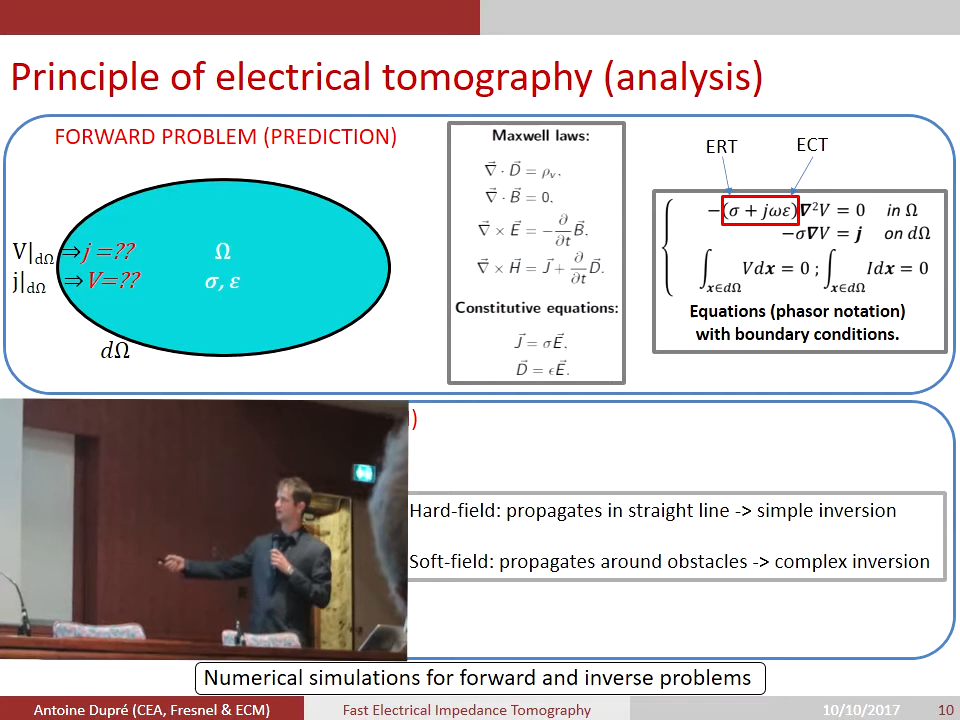 Principle of electrical tomography (analysis)
FORWARD PROBLEM (PREDICTION)
V|dΩ ⇒ j =??
j|dΩ ⇒ V=??
Ω
σ, ε
dΩ
Maxwell laws:
∇⃗ · D⃗ = ρᵥ,
∇⃗ · B⃗ = 0,
∇⃗ × E⃗ = −∂/∂t B⃗,
∇⃗ × H⃗ = J⃗ + ∂/∂t D⃗.
Constitutive equations:
J⃗ = σE⃗,
D⃗ = ϵE⃗.
ERT ECT
−(σ + jωε)∇²V = 0 in Ω
−σ∇V = j on dΩ
∫x∈dΩ Vdx = 0 ; ∫x∈dΩ Idx = 0
Equations (phasor notation)
with boundary conditions.
)
Hard-field: propagates in straight line -> simple inversion
Soft-field: propagates around obstacles -> complex inversion
Numerical simulations for forward and inverse problems
Antoine Dupré (CEA, Fresnel & ECM) Fast Electrical Impedance Tomography 10/10/2017 10